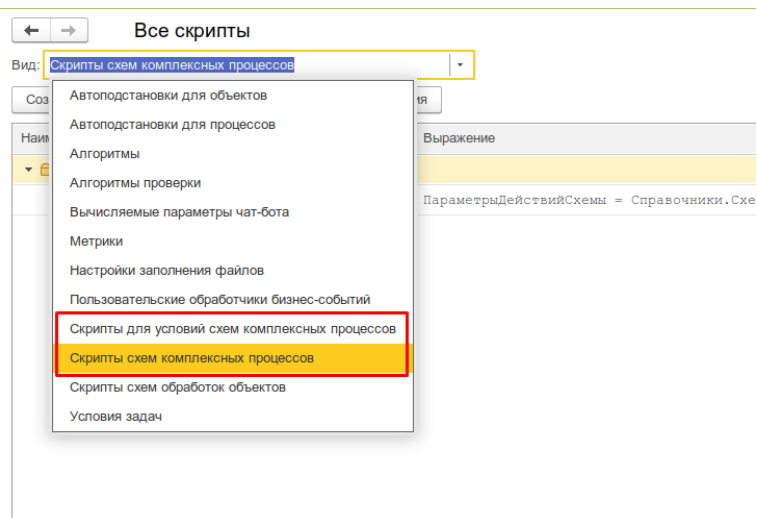 Все скрипты
Вид: Скрипты схем комплексных процессов
Автоподстановки для объектов
Автоподстановки для процессов
Алгоритмы
Алгоритмы проверки
Вычисляемые параметры чат-бота
Метрики
Настройки заполнения файлов
Пользовательские обработчики бизнес-событий
Скрипты для условий схем комплексных процессов
Скрипты схем комплексных процессов
Скрипты схем обработок объектов
Условия задач
Выражение
ПараметрыДействийСхемы = Справочники.Схе